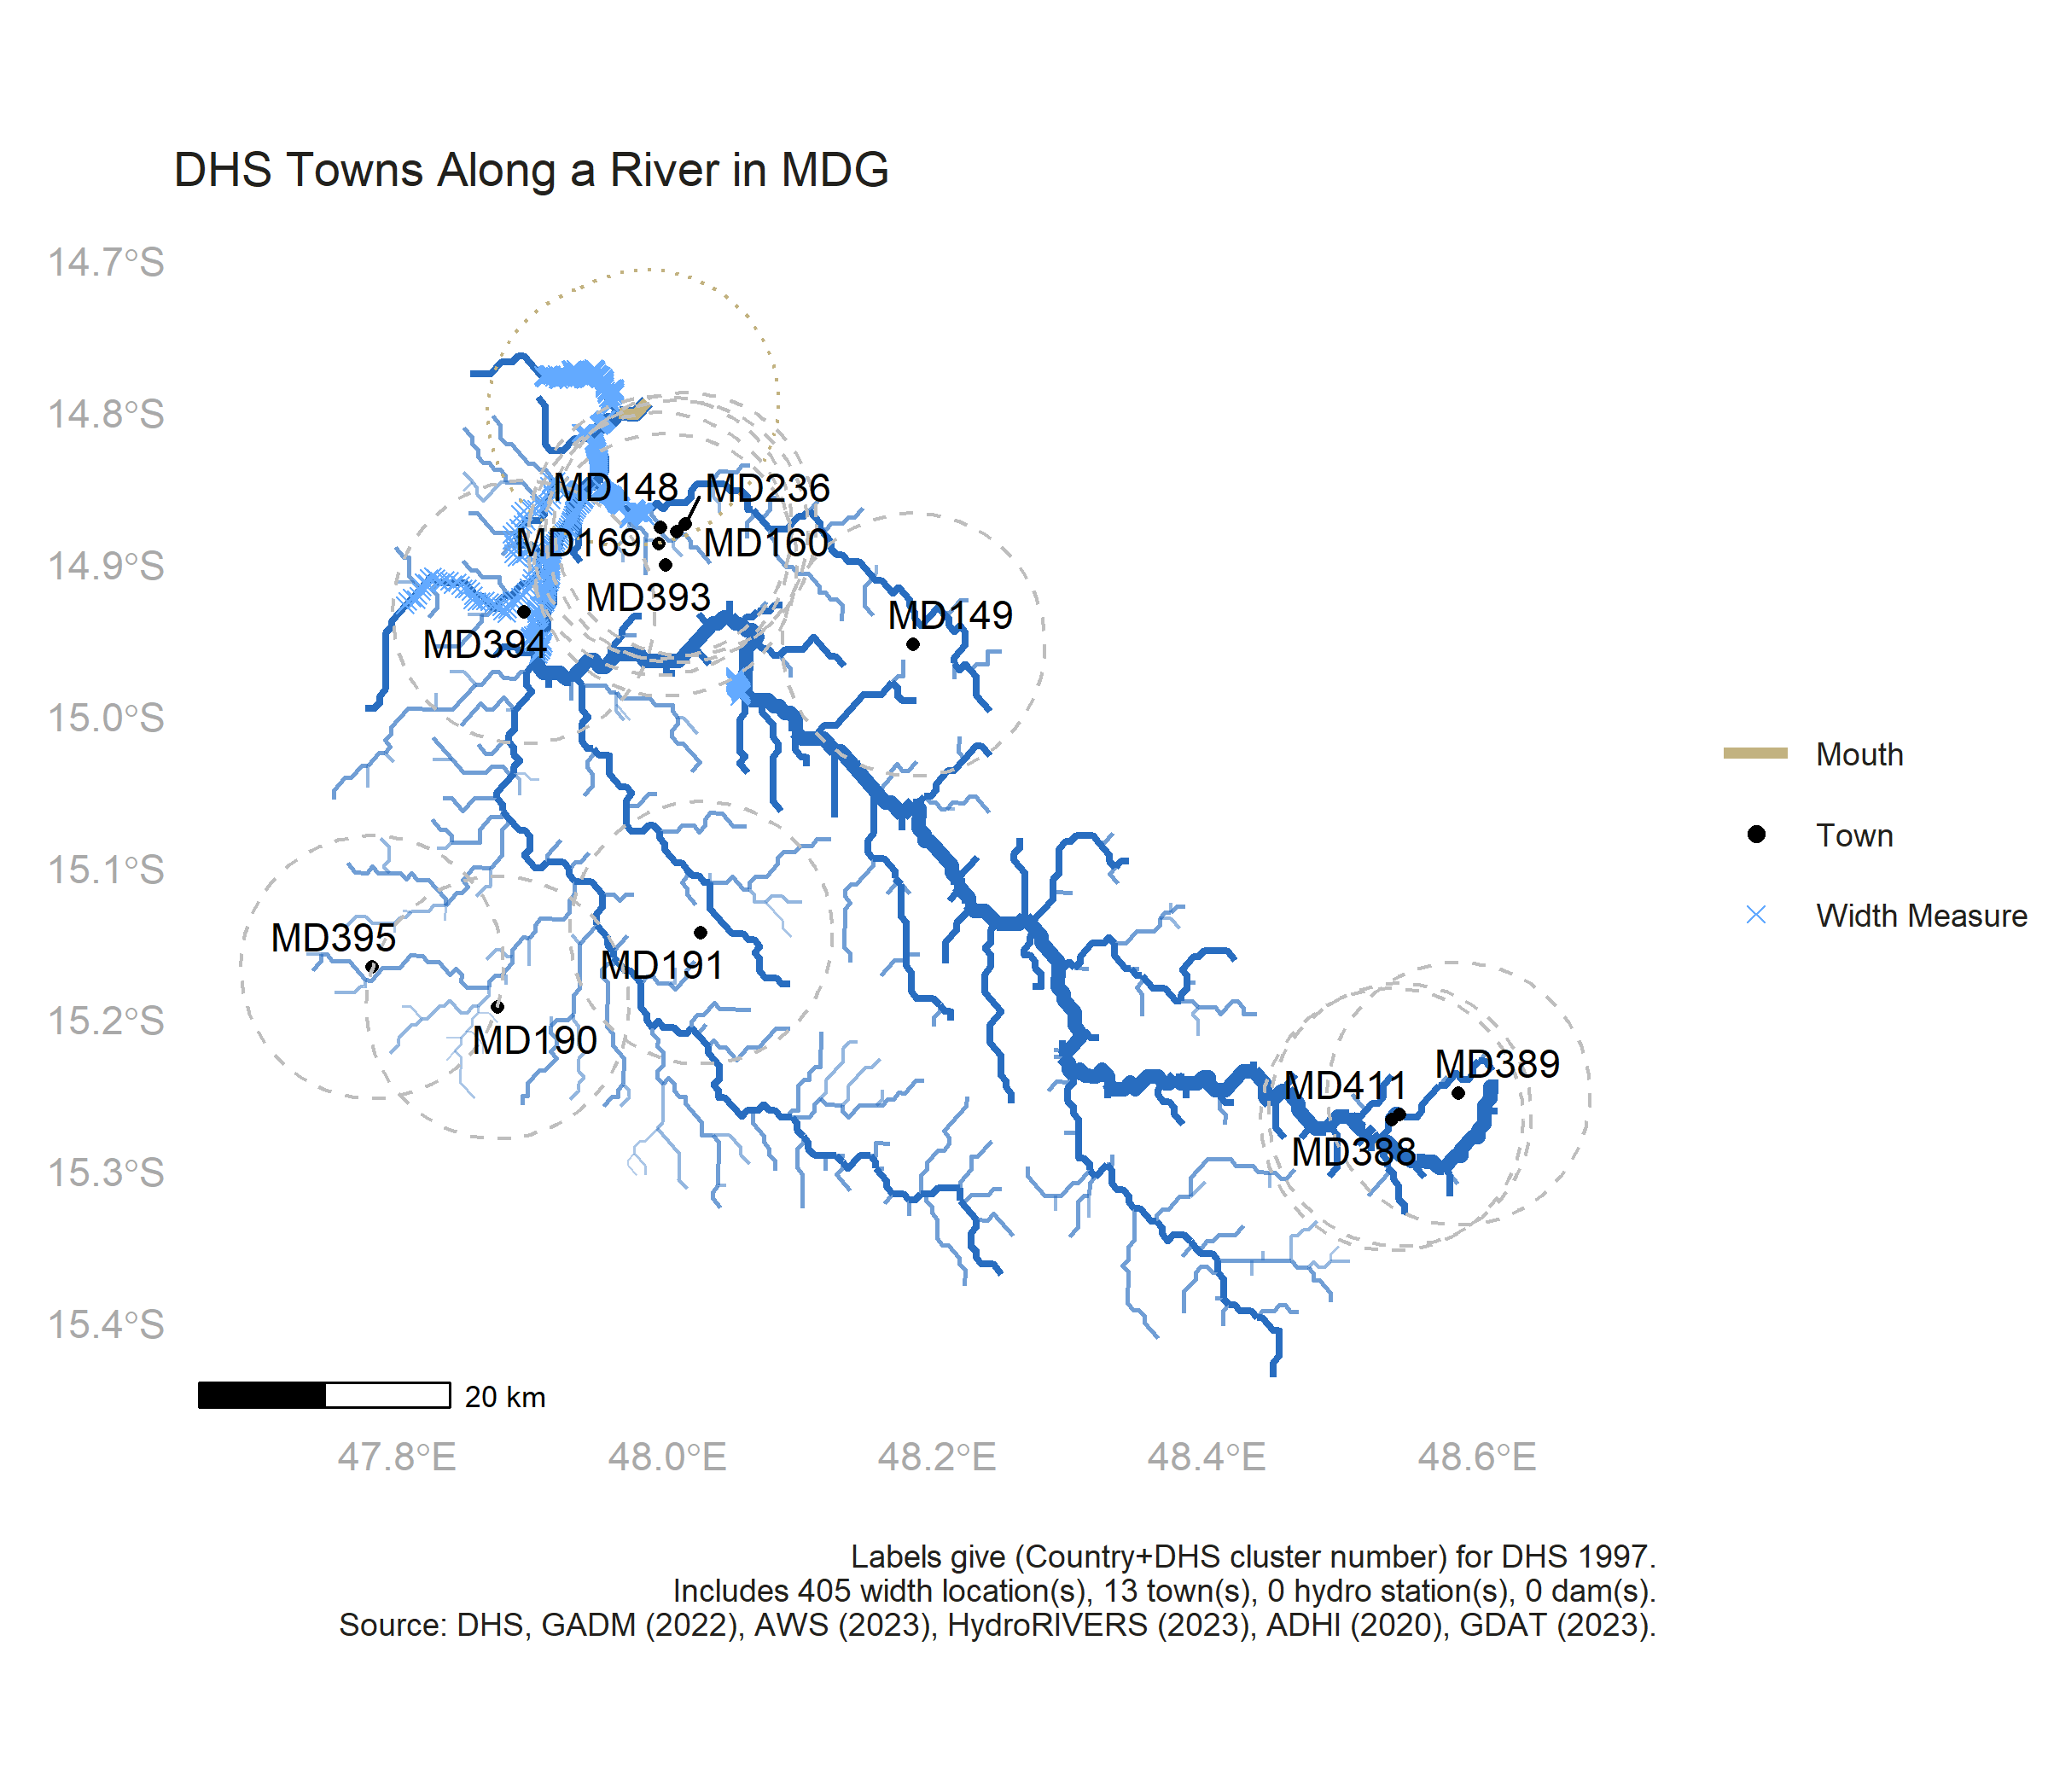 DHS Towns Along a River in MDG
14.7°S
14.8°S
14.9°S
15.0°S
15.1°S
15.2°S
15.3°S
15.4°S
MD148
MD236
MD169
MD160
MD393
MD149
MD394
MD395
MD191
MD190
MD389
MD411
MD388
Mouth
Town
Width Measure
20 km
47.8°E
48.0°E
48.2°E
48.4°E
48.6°E
Labels give (Country+DHS cluster number) for DHS 1997.
Includes 405 width location(s), 13 town(s), 0 hydro station(s), 0 dam(s).
Source: DHS, GADM (2022), AWS (2023), HydroRIVERS (2023), ADHI (2020), GDAT (2023).